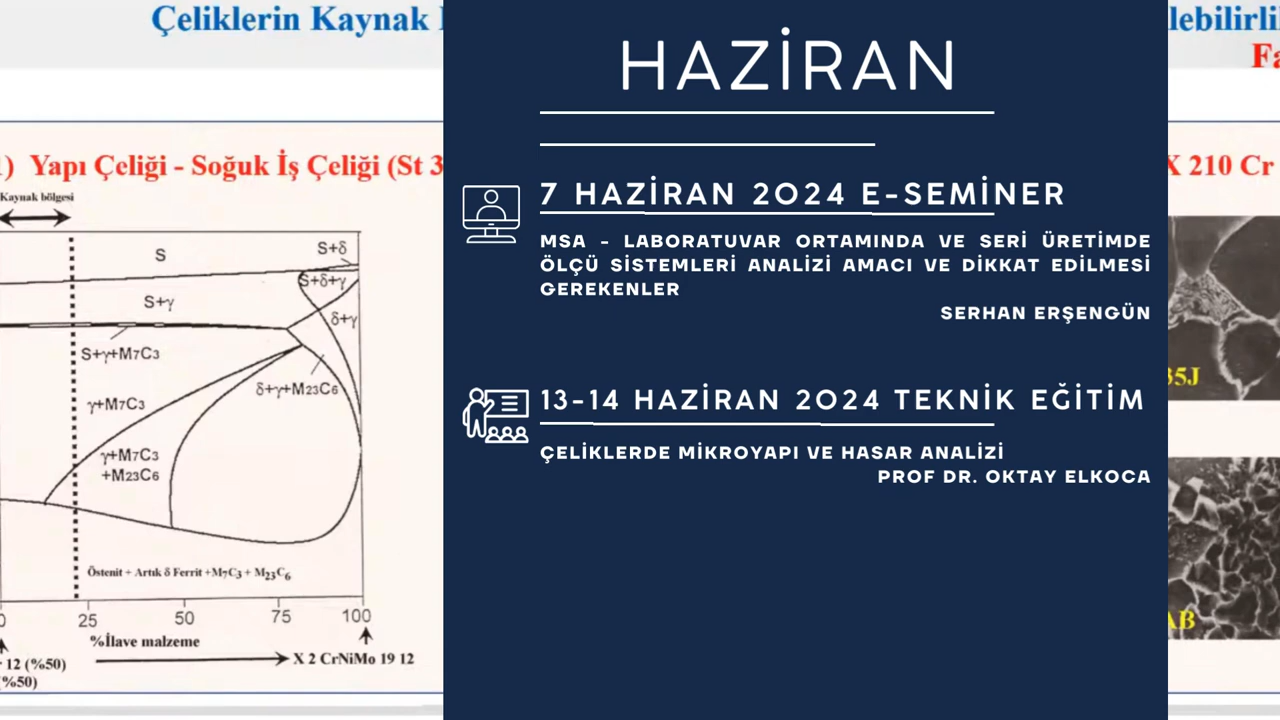 Çeliklerin Kaynak
lebilirli
Fa
HAZİRAN
7 HAZİRAN 2024 E-SEMİNER
MSA - LABORATUVAR ORTAMINDA VE SERİ ÜRETİMDE
ÖLÇÜ SİSTEMLERİ ANALİZİ AMACI VE DİKKAT EDİLMESİ
GEREKENLER
SERHAN ERŞENGÜN
13-14 HAZİRAN 2024 TEKNİK EĞİTİM
ÇELİKLERDE MİKROYAPI VE HASAR ANALİZİ
PROF DR. OKTAY ELKOCA
) Yapı Çeliği - Soğuk İş Çeliği (St 3
X 210 Cr
Kaynak bölgesi
S
S+δ
S+δ+γ
S+γ
δ+γ
S+γ+M7C3
δ+γ+M23C6
γ+M7C3
γ+M7C3
+M23C6
Östenit + Artık δ Ferrit +M7C3 + M23C6
0 25 50 75 100
%İlave malzeme
12 (%50)
X 2 CrNiMo 19 12
%50)
35J
AB